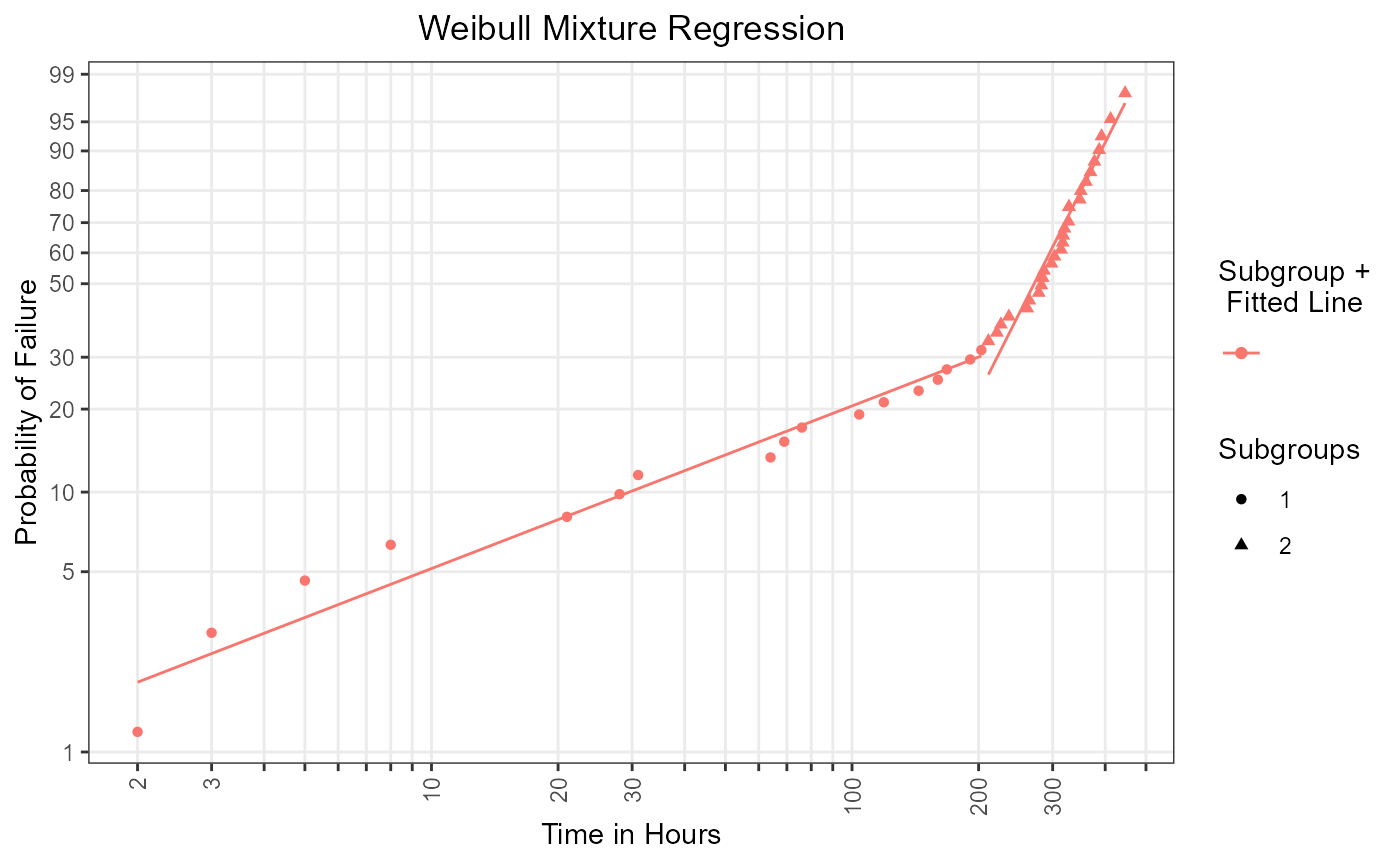 Weibull Mixture Regression
Probability of Failure
99
95
90
80
70
60
50
30
20
10
5
1
2 3 10 20 30 100 200 300
Time in Hours
Subgroup +
Fitted Line
Subgroups
1
2